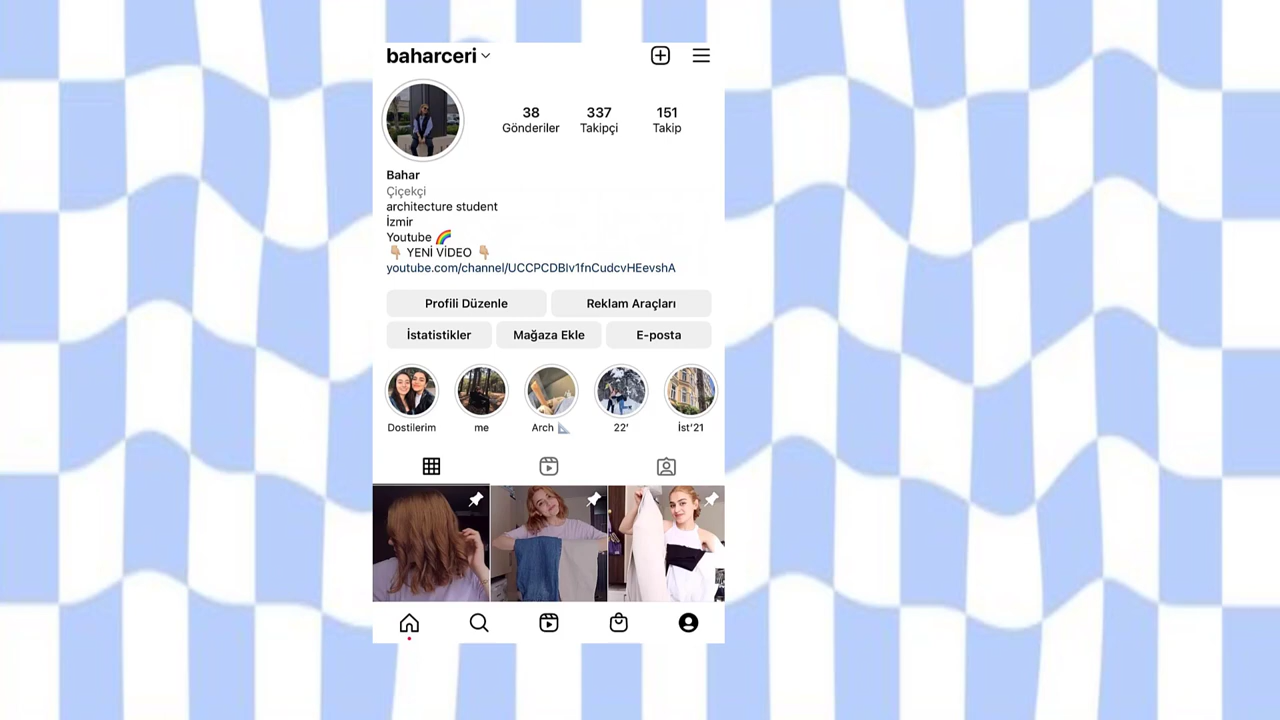 baharceri
38 337 151
Gönderiler Takipçi Takip
Bahar
Çiçekçi
architecture student
İzmir
Youtube 🌈
👇🏼 YENİ VİDEO 👇🏼
youtube.com/channel/UCCPCDBlv1fnCudcvHEevshA
Profili Düzenle Reklam Araçları
İstatistikler Mağaza Ekle E-posta
Dostilerim me Arch 📐 22' İst'21